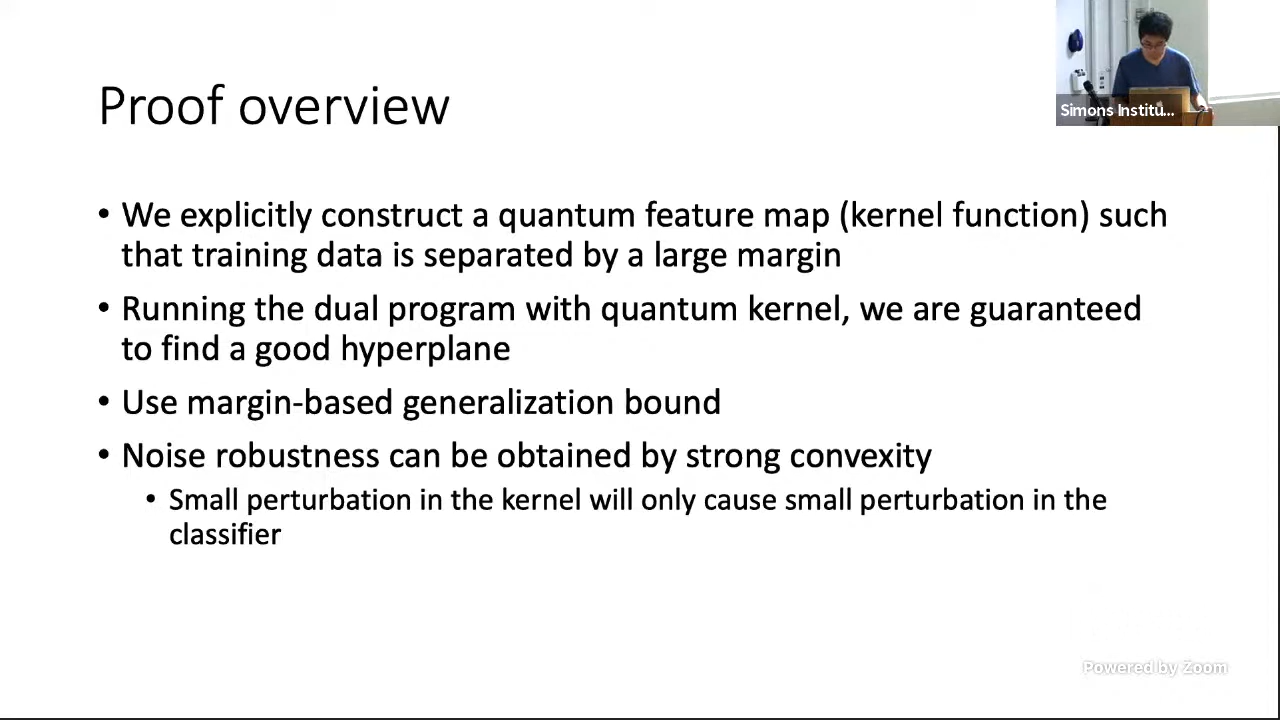 Proof overview
Simons Institu...
• We explicitly construct a quantum feature map (kernel function) such
that training data is separated by a large margin
• Running the dual program with quantum kernel, we are guaranteed
to find a good hyperplane
• Use margin-based generalization bound
• Noise robustness can be obtained by strong convexity
• Small perturbation in the kernel will only cause small perturbation in the
classifier
Powered by Zoom